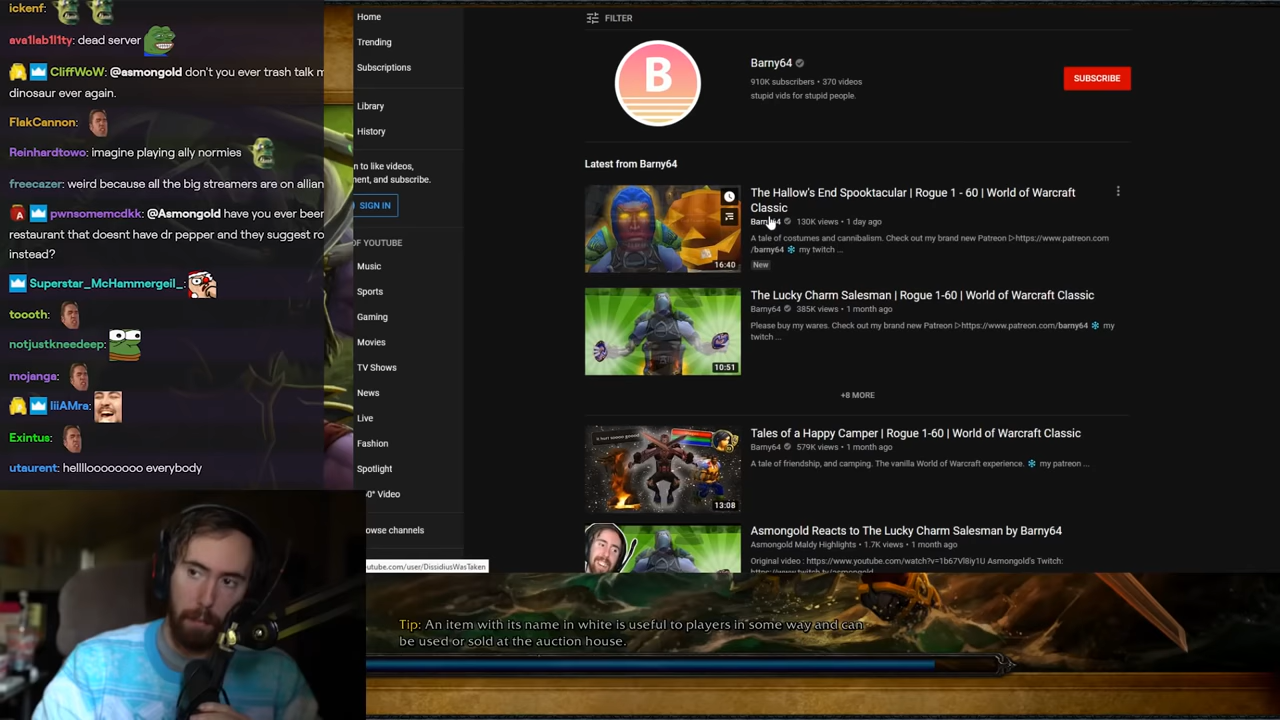 ickenf:
ava1lab1l1ty: dead server
CliffWoW: @asmongold don't you ever trash talk m
dinosaur ever again.
FlakCannon:
Reinhardtowo: imagine playing ally normies
freecazer: weird because all the big streamers are on allian
pwnsomemcdkk: @Asmongold have you ever been
restaurant that doesnt have dr pepper and they suggest ro
instead?
Superstar_McHammergeil_:
toooth:
notjustkneedeep:
mojanga:
liiAMra:
Exintus:
utaurent: hellllooooooo everybody
Home
Trending
Subscriptions
Library
History
n to like videos,
ment, and subscribe.
SIGN IN
OF YOUTUBE
Music
Sports
Gaming
Movies
TV Shows
News
Live
Fashion
Spotlight
0° Video
owse channels
utube.com/user/DissidiusWasTaken
FILTER
B
Barny64
910K subscribers • 370 videos
stupid vids for stupid people.
SUBSCRIBE
Latest from Barny64
16:40
The Hallow's End Spooktacular | Rogue 1 - 60 | World of Warcraft
Classic
Barny64 130K views • 1 day ago
A tale of costumes and cannibalism. Check out my brand new Patreon ▷https://www.patreon.com
/barny64 ❄ my twitch ...
New
10:51
The Lucky Charm Salesman | Rogue 1-60 | World of Warcraft Classic
Barny64 385K views • 1 month ago
Please buy my wares. Check out my brand new Patreon ▷https://www.patreon.com/barny64 ❄ my
twitch ...
+8 MORE
13:08
Tales of a Happy Camper | Rogue 1-60 | World of Warcraft Classic
Barny64 579K views • 1 month ago
A tale of friendship, and camping. The vanilla World of Warcraft experience. ❄ my patreon ...
Asmongold Reacts to The Lucky Charm Salesman by Barny64
Asmongold Maldy Highlights • 1.7K views • 1 month ago
Original video : https://www.youtube.com/watch?v=1b67Vl8iy1U Asmongold's Twitch:
https://www.twitch.tv/asmongold
Tip: An item with its name in white is useful to players in some way and can
be used or sold at the auction house.